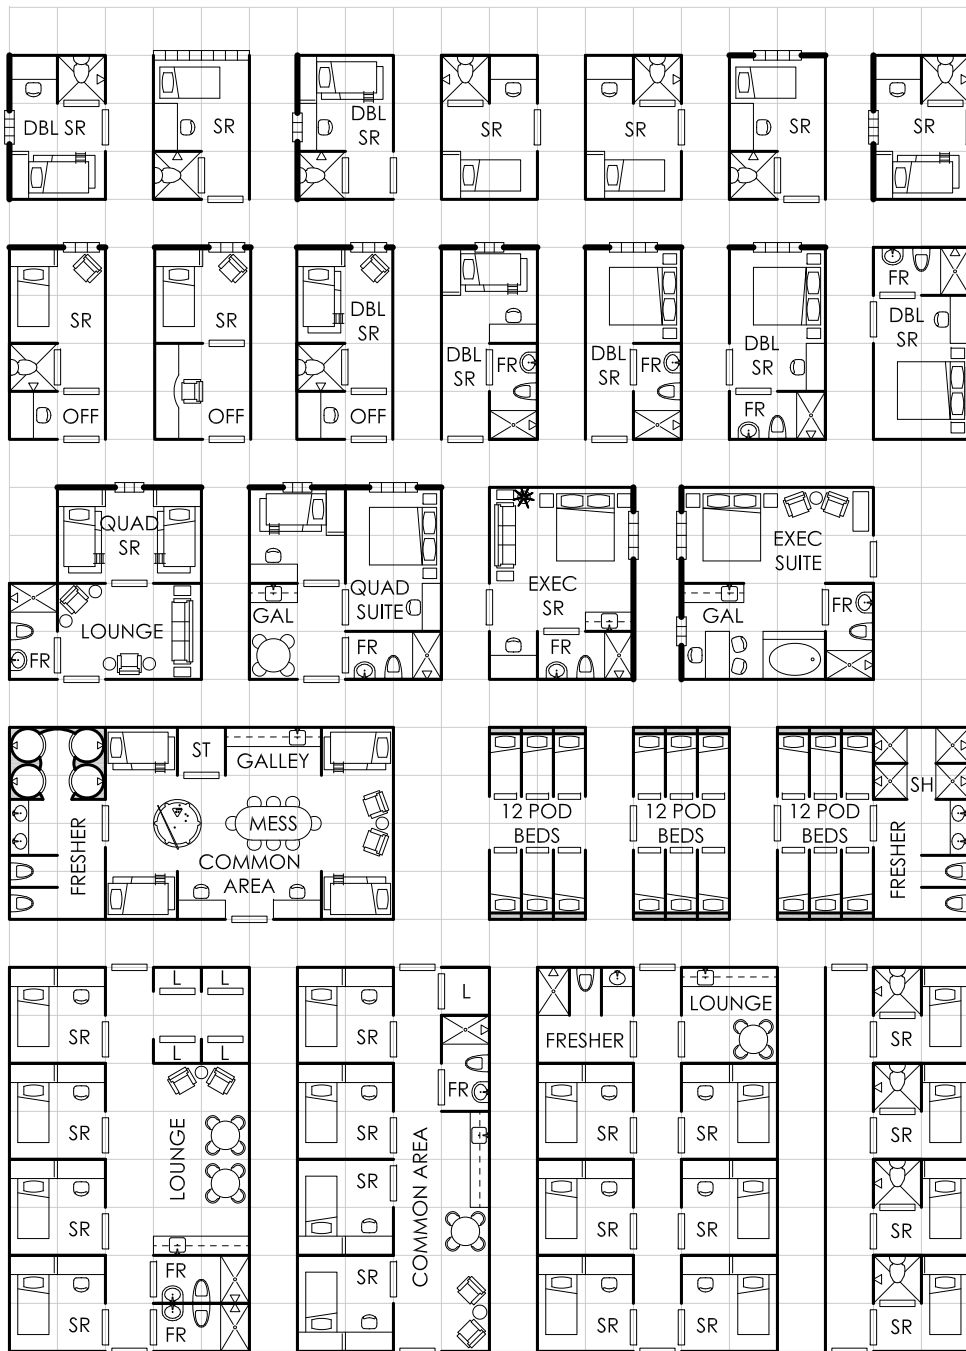 DBL SR
SR
DBL
SR
SR
SR
SR
SR
SR
OFF
SR
OFF
DBL
SR
OFF
DBL
SR
FR
DBL
SR
FR
DBL
SR
FR
FR
DBL
SR
QUAD
SR
LOUNGE
FR
QUAD
SUITE
GAL
FR
EXEC
SR
FR
EXEC
SUITE
GAL
FR
FRESHER
ST
GALLEY
MESS
COMMON
AREA
12 POD
BEDS
12 POD
BEDS
12 POD
BEDS
SH
FRESHER
SR
SR
SR
SR
L
L
L
L
LOUNGE
FR
FR
SR
SR
SR
SR
L
FR
COMMON AREA
FRESHER
LOUNGE
SR
SR
SR
SR
SR
SR
SR
SR
SR
SR